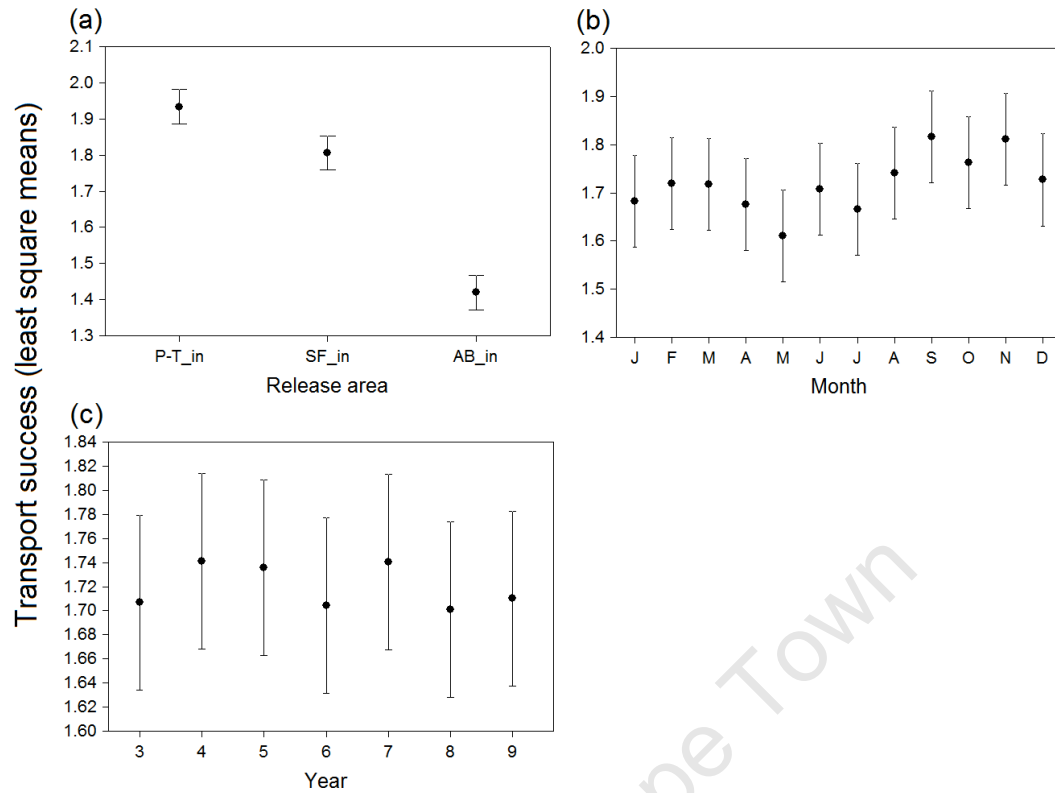 (a)
(b)
Transport success (least square means)
2.1
2.0
1.9
1.8
1.7
1.6
1.5
1.4
1.3
P-T_in SF_in AB_in
Release area
2.0
1.9
1.8
1.7
1.6
1.5
1.4
J F M A M J J A S O N D
Month
(c)
1.84
1.82
1.80
1.78
1.76
1.74
1.72
1.70
1.68
1.66
1.64
1.62
1.60
3 4 5 6 7 8 9
Year
Town